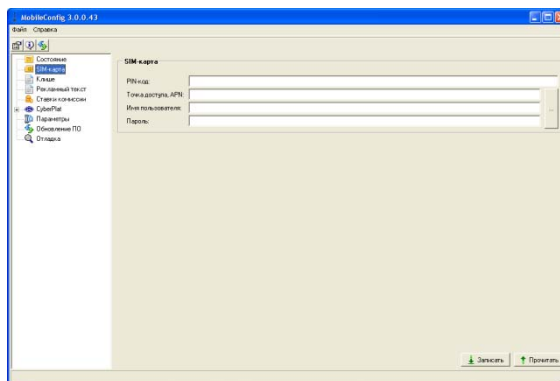 MobileConfig 3.0.0.43
Файл Справка
Состояние
SIM-карта
Клише
Рекламный текст
Ставки комиссии
CyberPlat
Параметры
Обновление ПО
Отладка
SIM-карта
PIN-код:
Точка доступа, APN:
Имя пользователя:
Пароль:
...
Записать
Прочитать